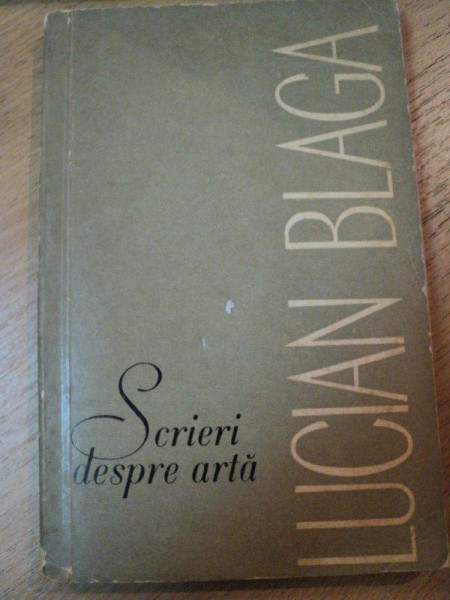 LUCIAN BLAGA
Scrieri
despre artă